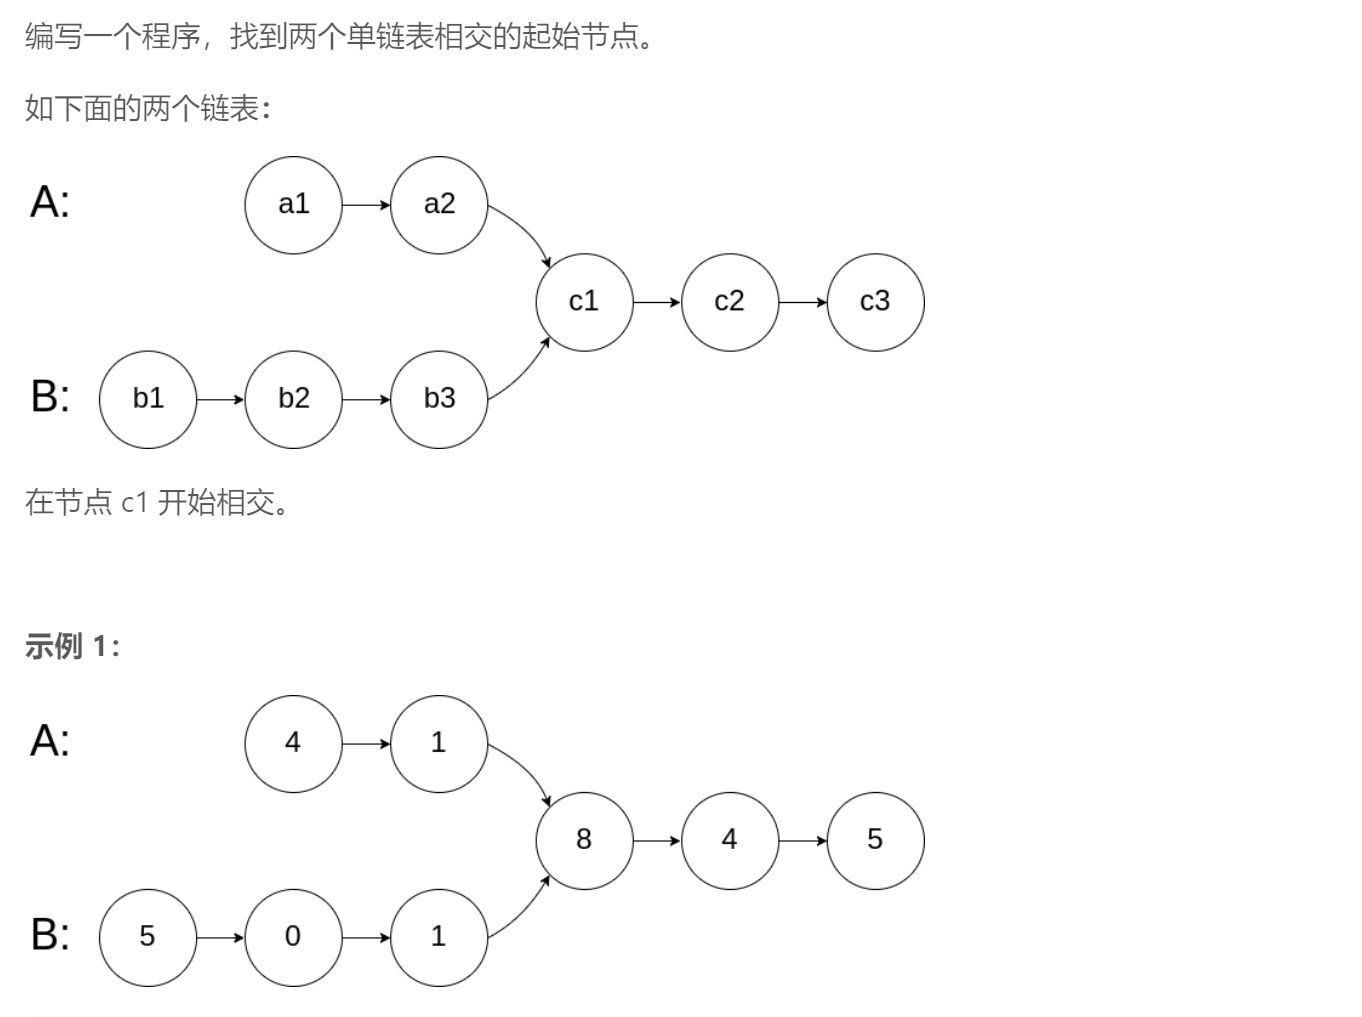 编写一个程序，找到两个单链表相交的起始节点。
如下面的两个链表：
A:
a1 a2
c1 c2 c3
B: b1 b2 b3
在节点 c1 开始相交。
示例 1：
A:
4 1
8 4 5
B: 5 0 1